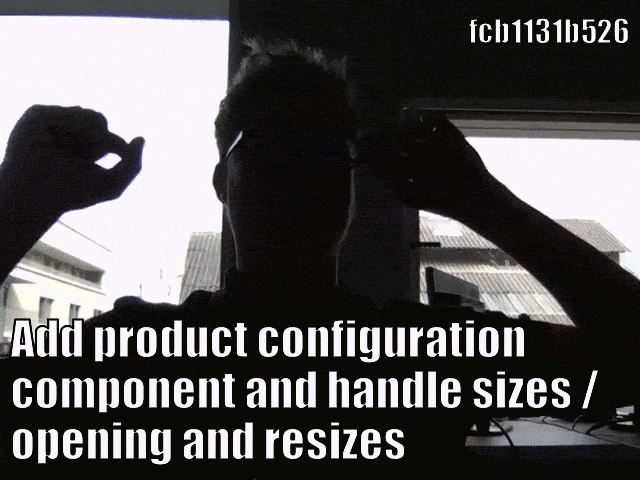 fcb1131b526
Add product configuration
component and handle sizes /
opening and resizes